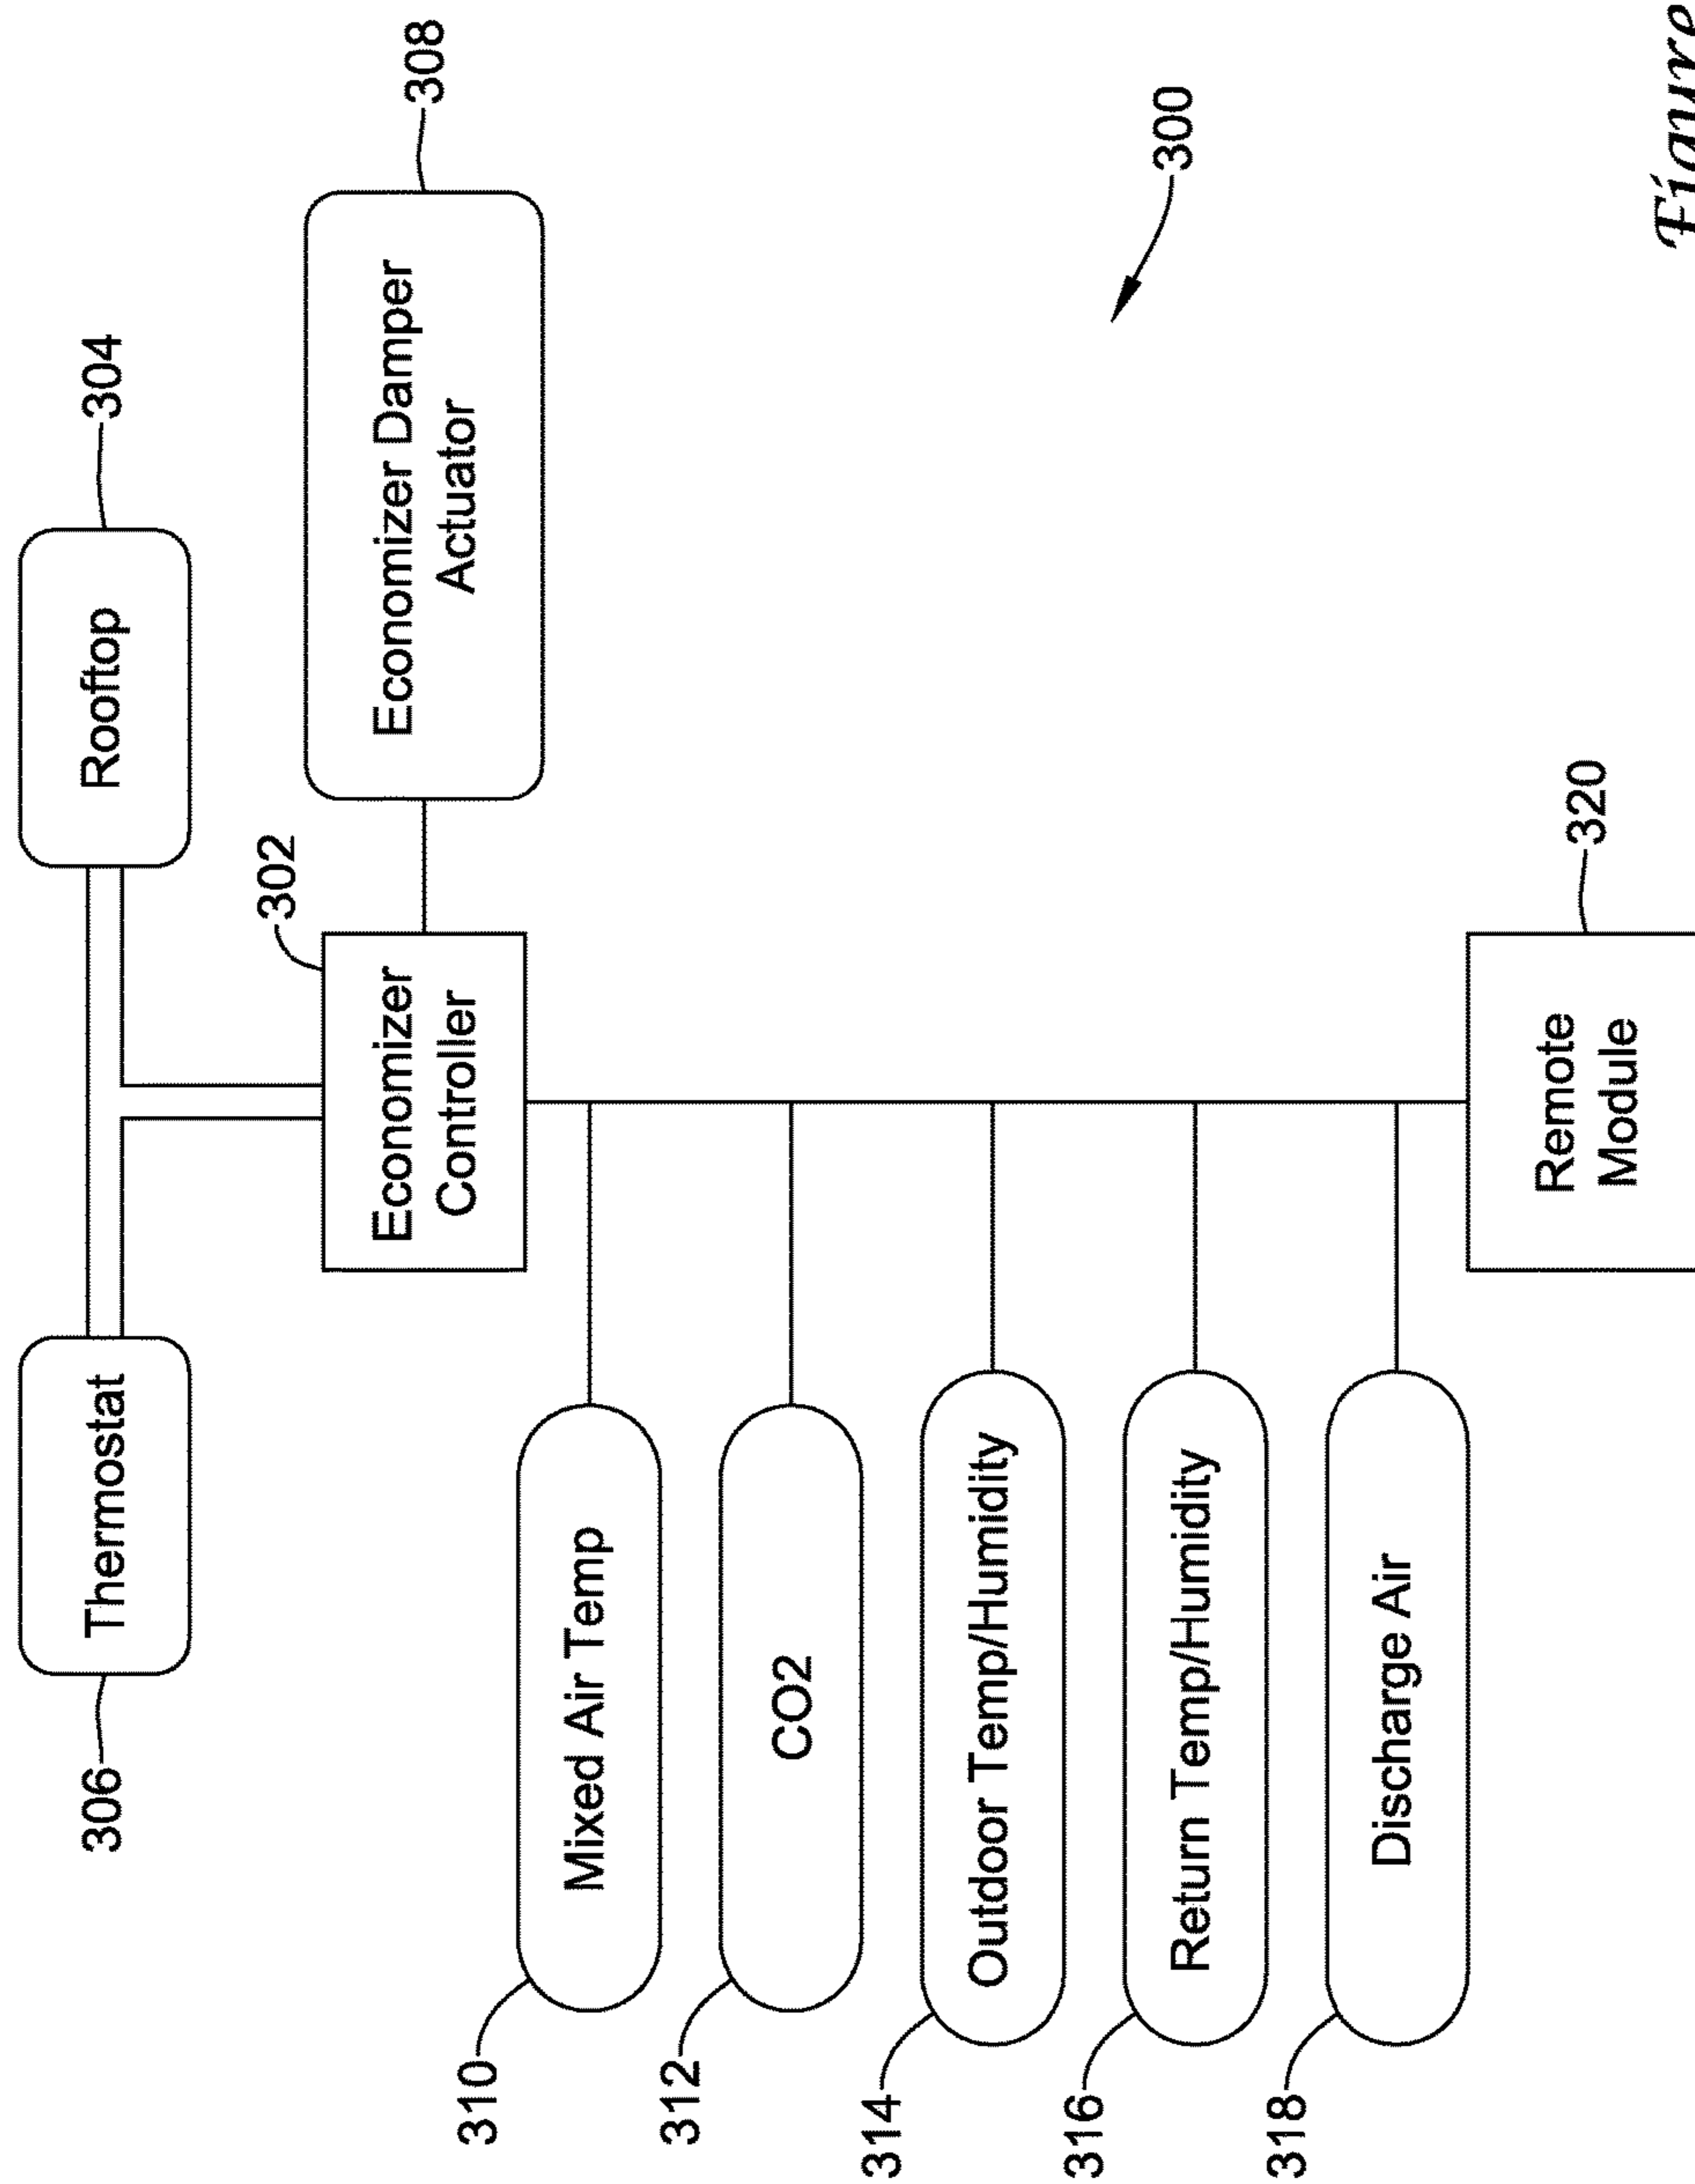 306
Thermostat
Rooftop
304
302
Economizer
Controller
Economizer Damper
Actuator
308
310
Mixed Air Temp
312
CO2
314
Outdoor Temp/Humidity
316
Return Temp/Humidity
318
Discharge Air
300
Remote
Module
320
Figure